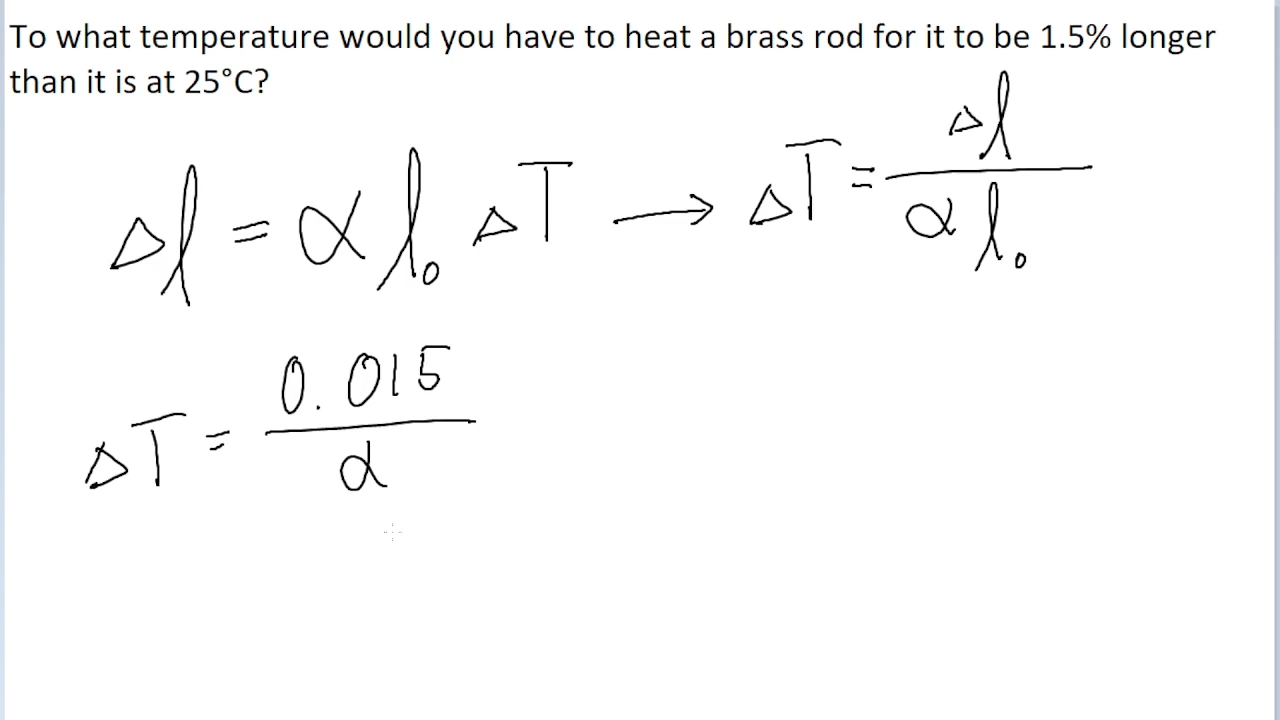 To what temperature would you have to heat a brass rod for it to be 1.5% longer
than it is at 25°C?
Δl = α l₀ ΔT → ΔT = Δl / α l₀
ΔT = 0.015 / α